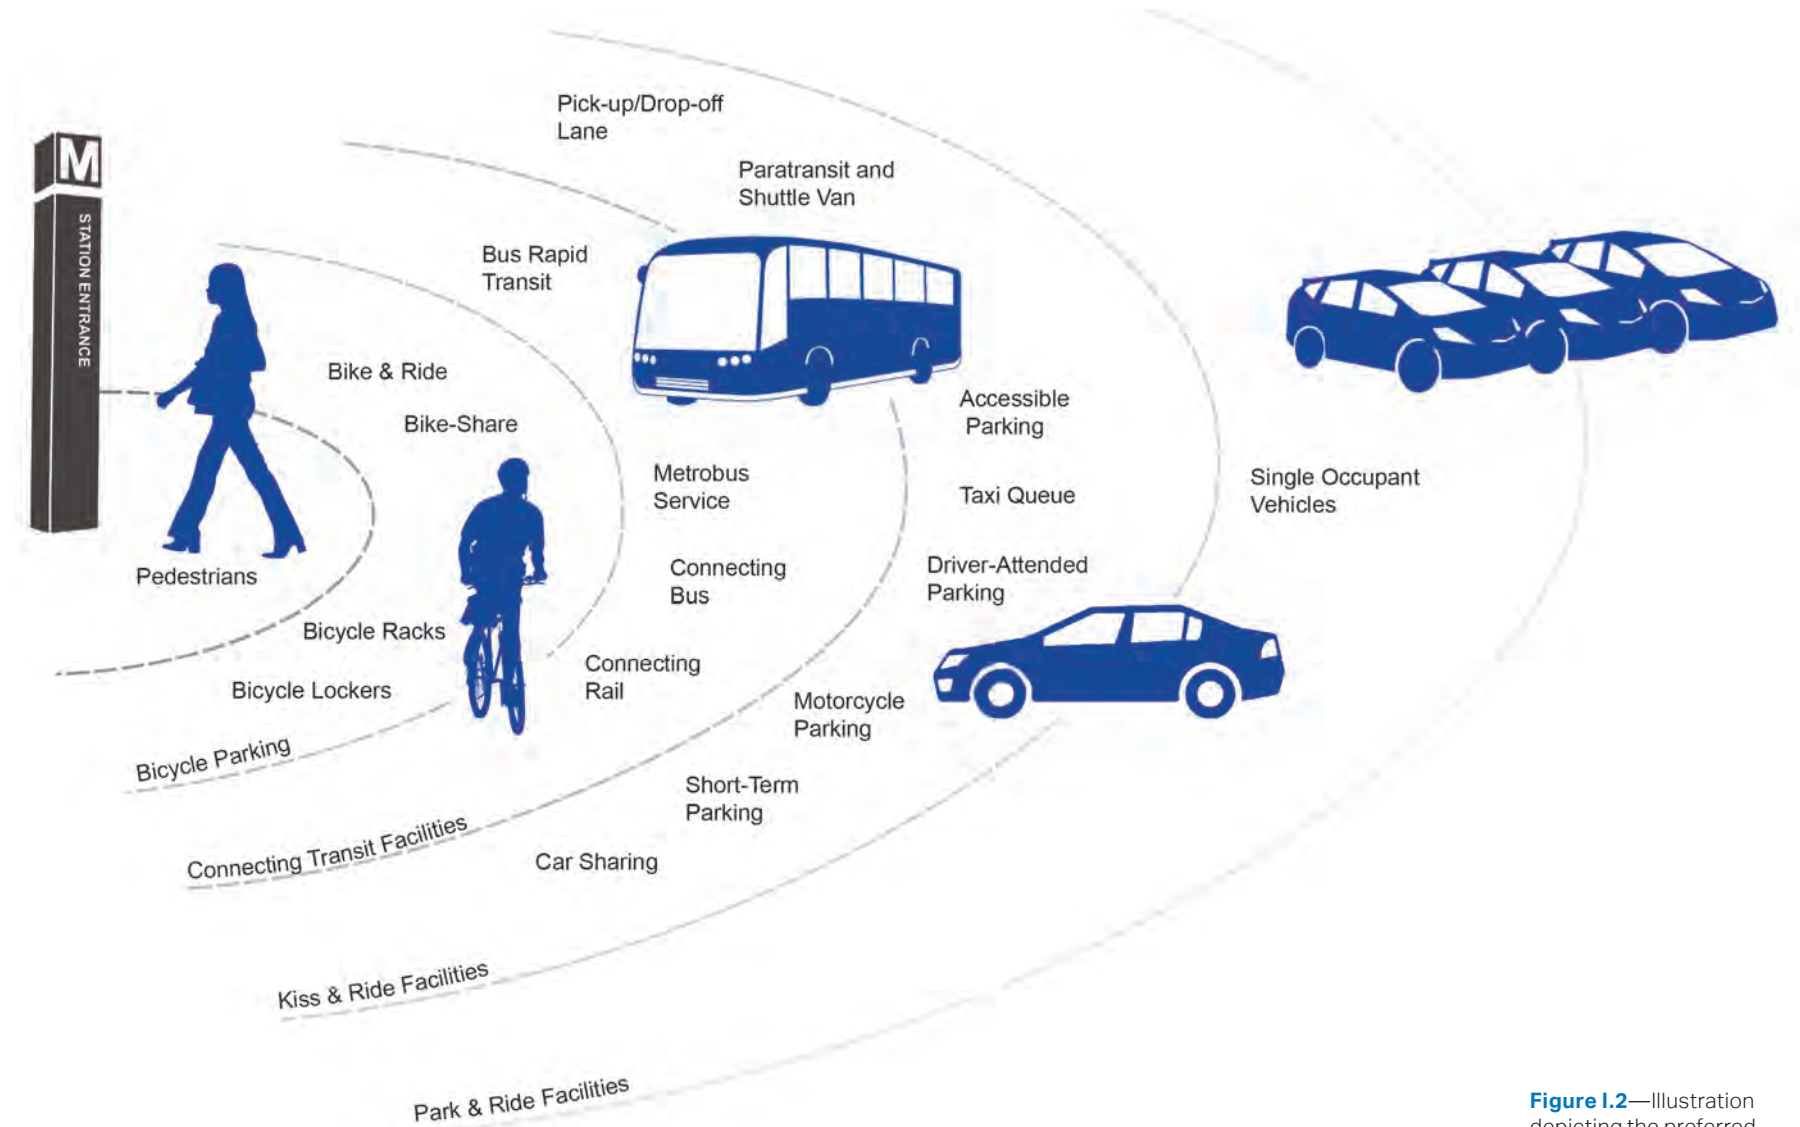 Pick-up/Drop-off
Lane
M
STATION ENTRANCE
Paratransit and
Shuttle Van
Bus Rapid
Transit
Bike & Ride
Bike-Share
Accessible
Parking
Metrobus
Service
Taxi Queue
Single Occupant
Vehicles
Pedestrians
Connecting
Bus
Driver-Attended
Parking
Bicycle Racks
Bicycle Lockers
Connecting
Rail
Motorcycle
Parking
Bicycle Parking
Short-Term
Parking
Connecting Transit Facilities
Car Sharing
Kiss & Ride Facilities
Park & Ride Facilities
Figure I.2—Illustration
depicting the preferred